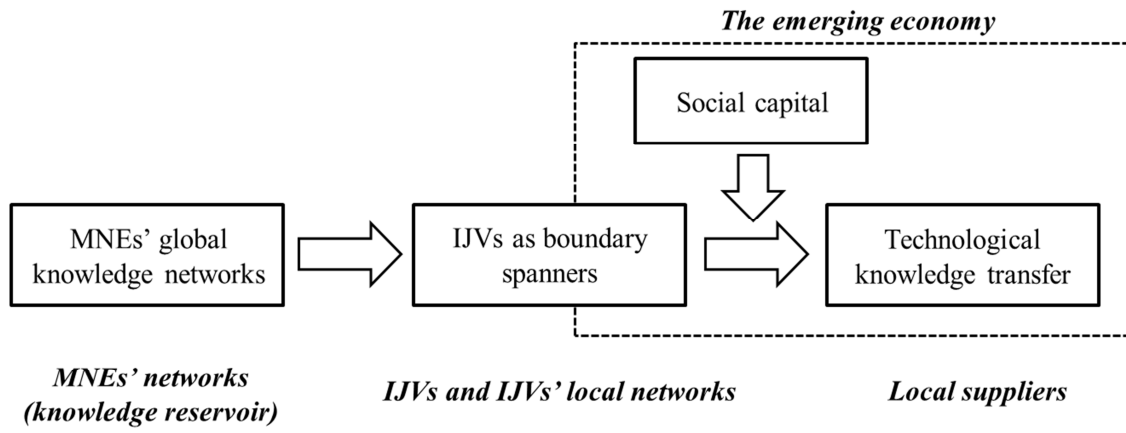 The emerging economy
Social capital
MNEs’ global
knowledge networks
IJVs as boundary
spanners
Technological
knowledge transfer
MNEs’ networks
(knowledge reservoir)
IJVs and IJVs’ local networks
Local suppliers